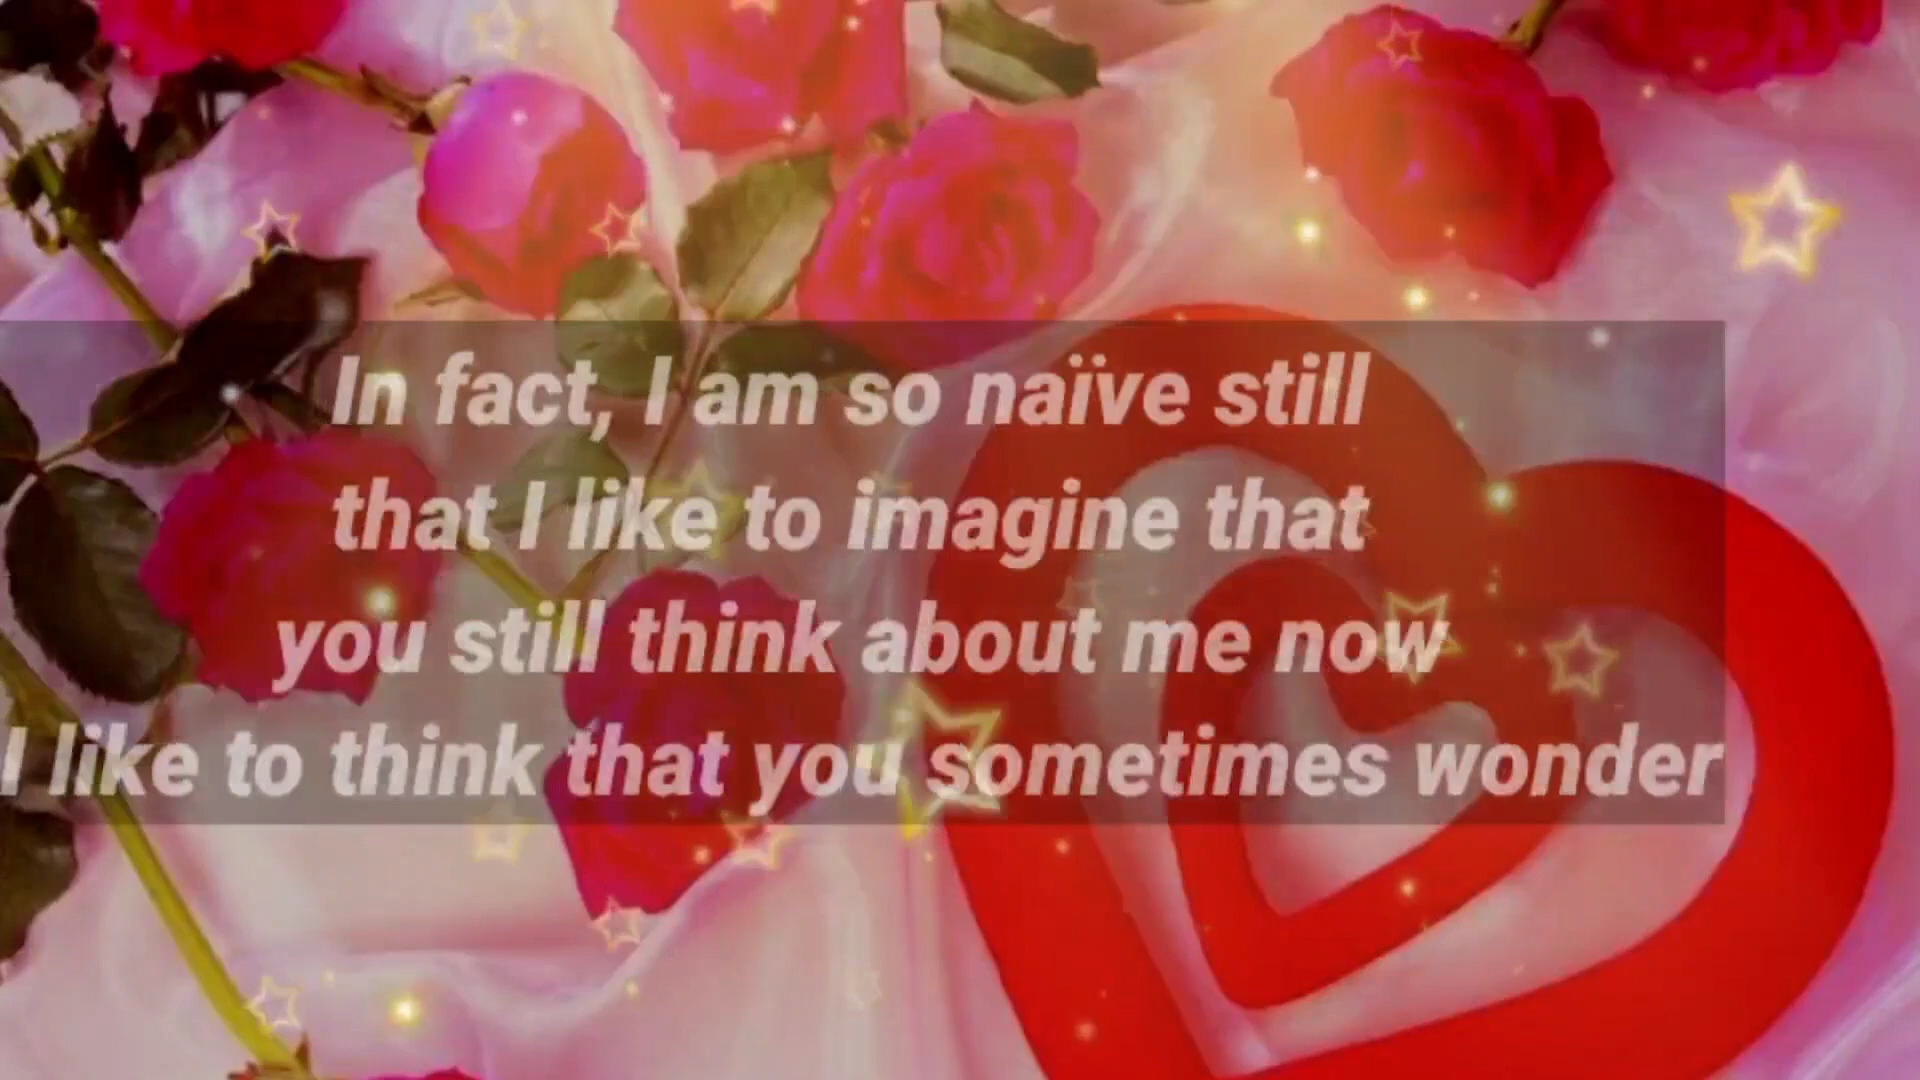 In fact, I am so naïve still
that I like to imagine that
you still think about me now
I like to think that you sometimes wonder